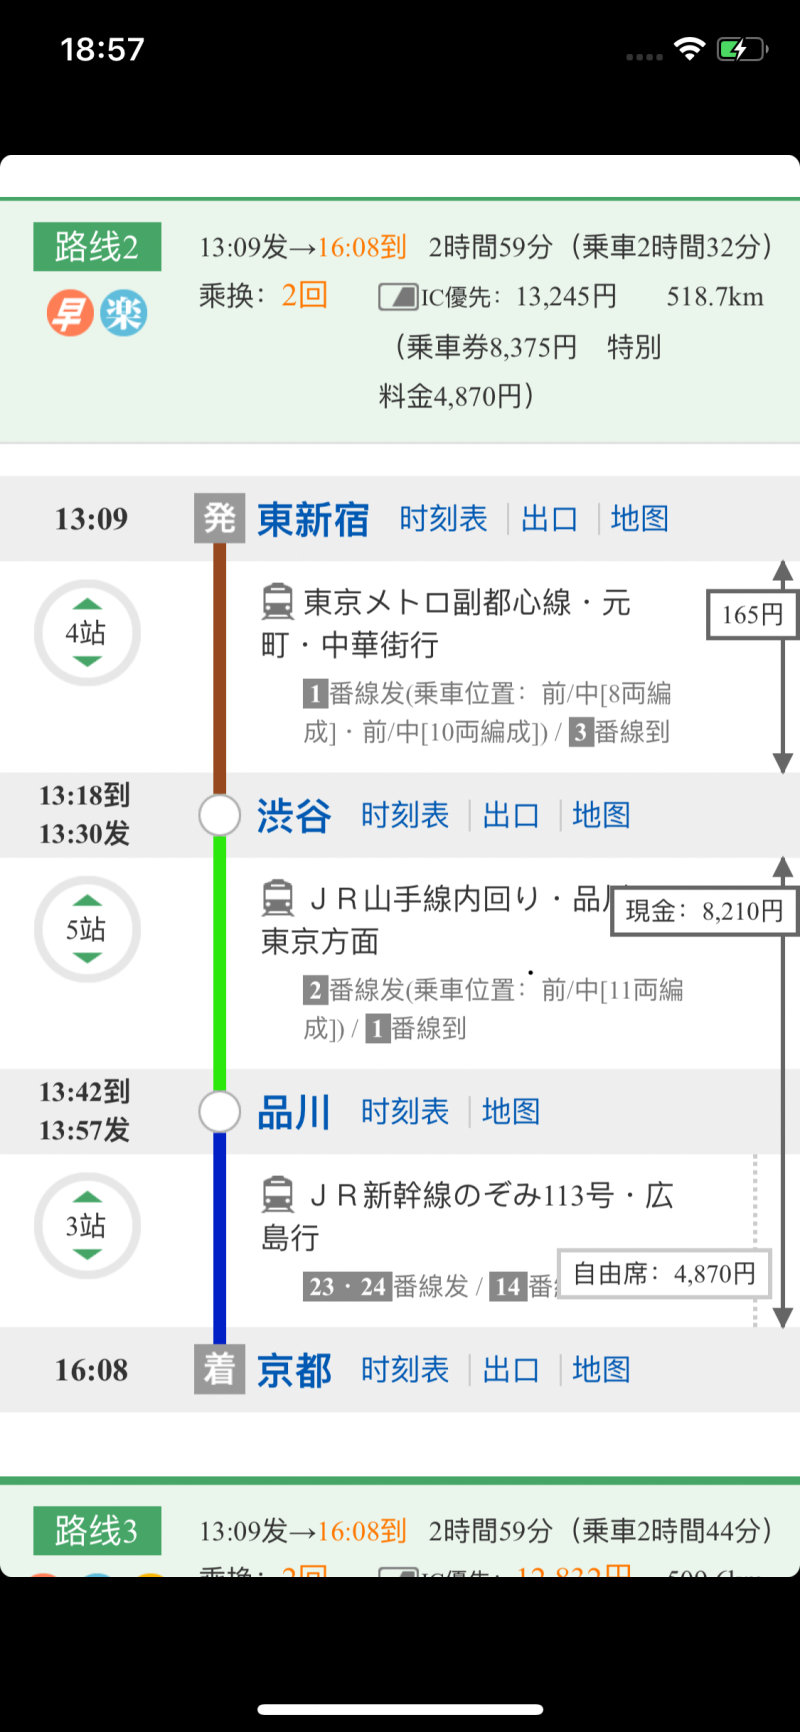 18:57
路线2
13:09发→16:08到 2時間59分（乗車2時間32分）
早 楽
乗換：2回 IC優先：13,245円 518.7km
（乗車券8,375円 特別
料金4,870円）
13:09 発 東新宿 时刻表 出口 地图
4站
東京メトロ副都心線・元
町・中華街行
165円
1番線发(乗車位置：前/中[8両編
成]・前/中[10両編成]) / 3番線到
13:18到
13:30发
渋谷 时刻表 出口 地图
5站
ＪＲ山手線内回り・品川
東京方面
現金：8,210円
2番線发(乗車位置：前/中[11両編
成]) / 1番線到
13:42到
13:57发
品川 时刻表 地图
3站
ＪＲ新幹線のぞみ113号・広
島行
23・24番線发 / 14番
自由席：4,870円
16:08 着 京都 时刻表 出口 地图
路线3
13:09发→16:08到 2時間59分（乗車2時間44分）
乗換：2回 IC優先：12,832円